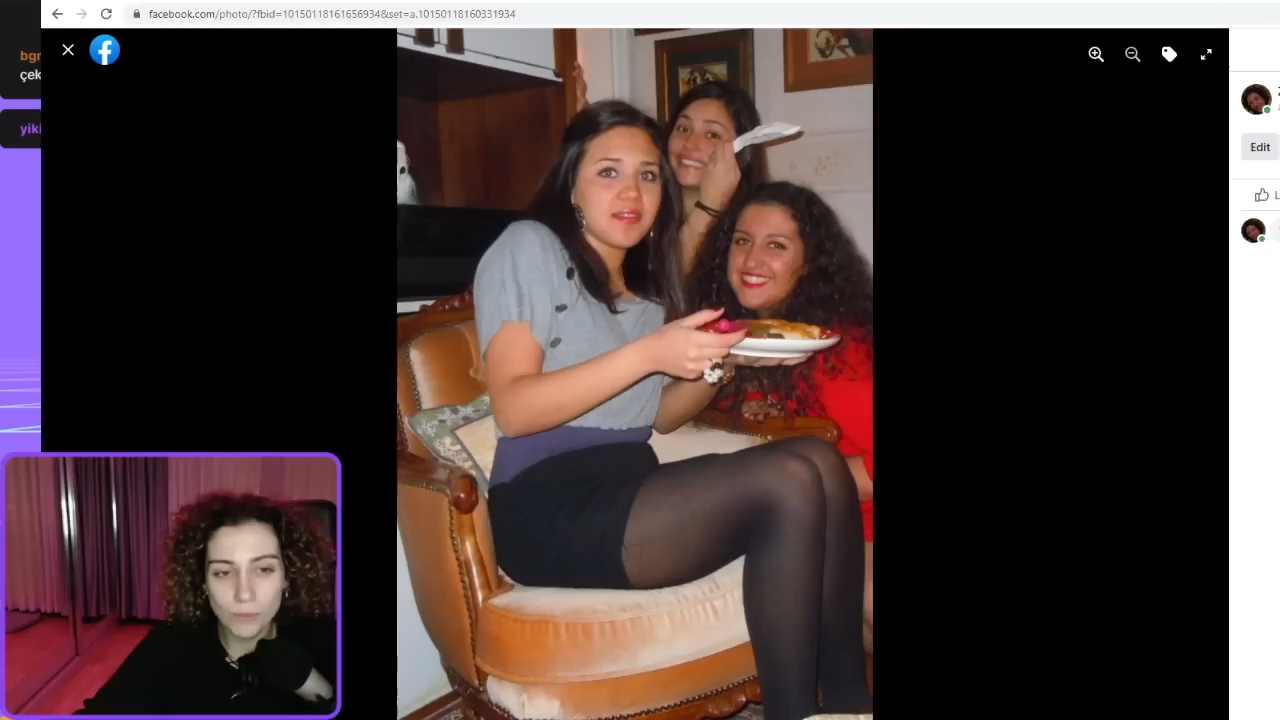 facebook.com/photo/?fbid=10150118161656934&set=a.10150118160331934
bgr
çek
yiki
Edit